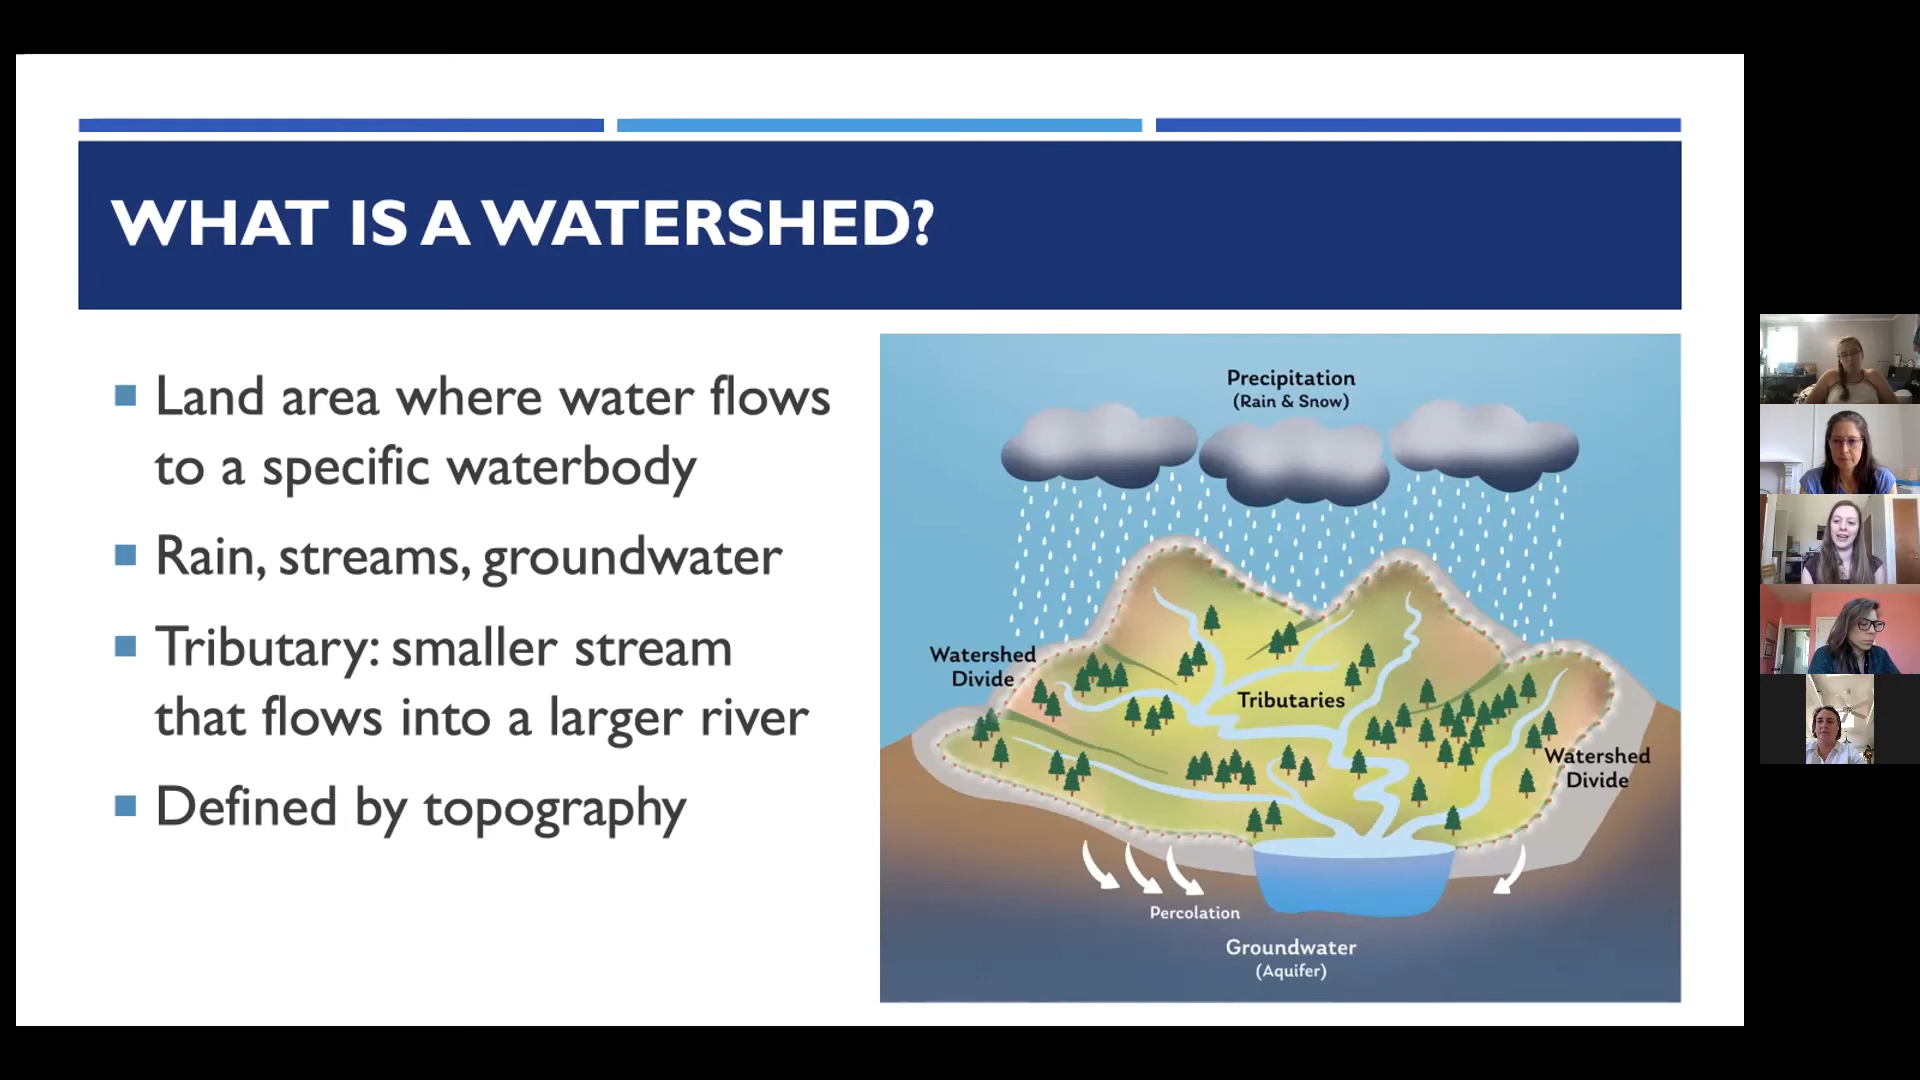 WHAT IS A WATERSHED?
Land area where water flows
to a specific waterbody
Rain, streams, groundwater
Tributary: smaller stream
that flows into a larger river
Defined by topography
Precipitation
(Rain & Snow)
Watershed
Divide
Tributaries
Watershed
Divide
Percolation
Groundwater
(Aquifer)